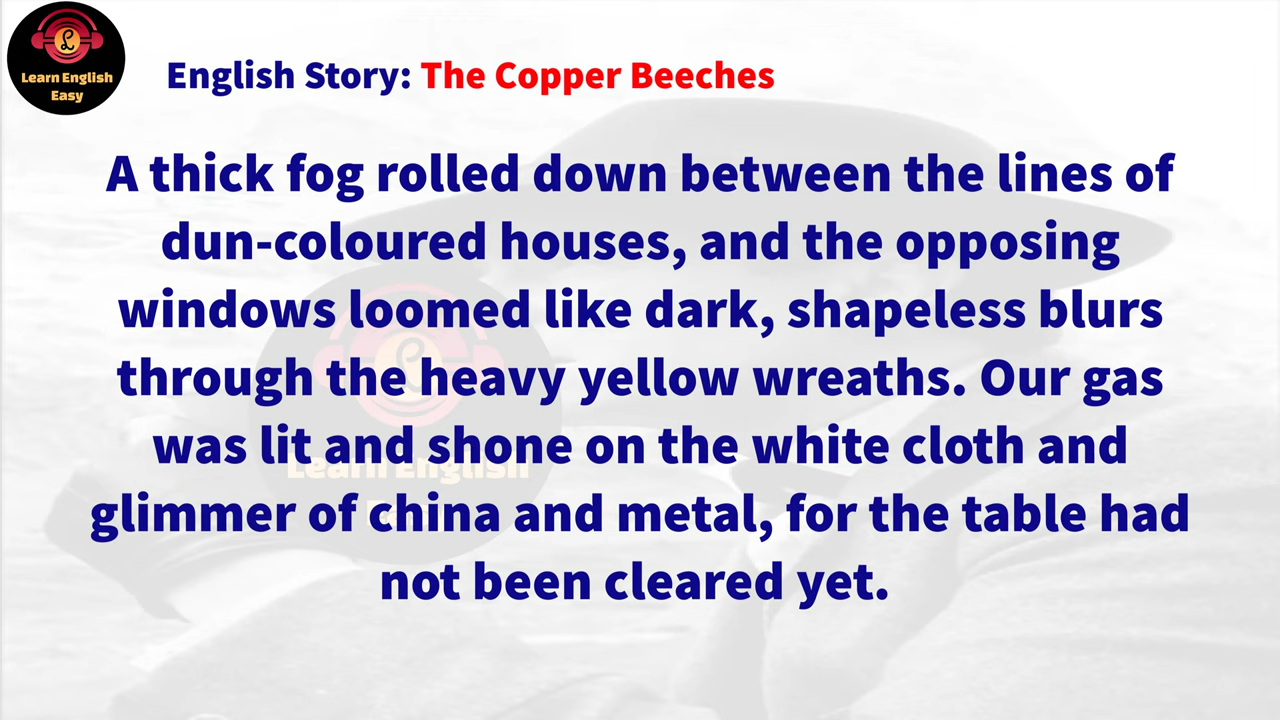 Learn English
Easy
English Story: The Copper Beeches
A thick fog rolled down between the lines of
dun-coloured houses, and the opposing
windows loomed like dark, shapeless blurs
through the heavy yellow wreaths. Our gas
was lit and shone on the white cloth and
glimmer of china and metal, for the table had
not been cleared yet.
Learn English